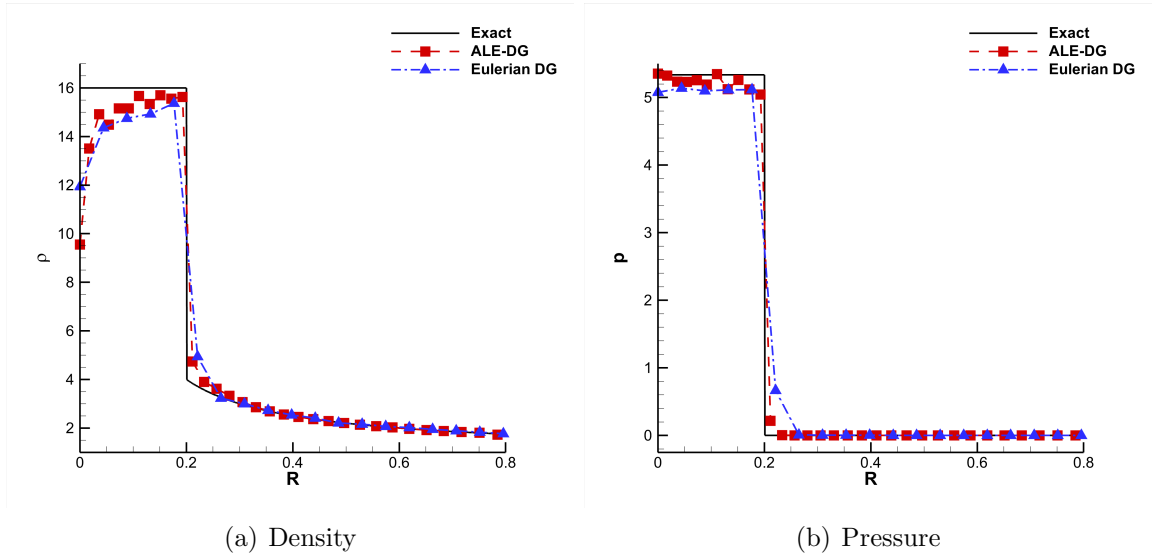 Exact
ALE-DG
Eulerian DG
16
14
12
10
8
6
4
2
ρ
0
0.2
0.4
0.6
0.8
R
(a) Density
Exact
ALE-DG
Eulerian DG
5
4
3
2
1
0
p
0
0.2
0.4
0.6
0.8
R
(b) Pressure